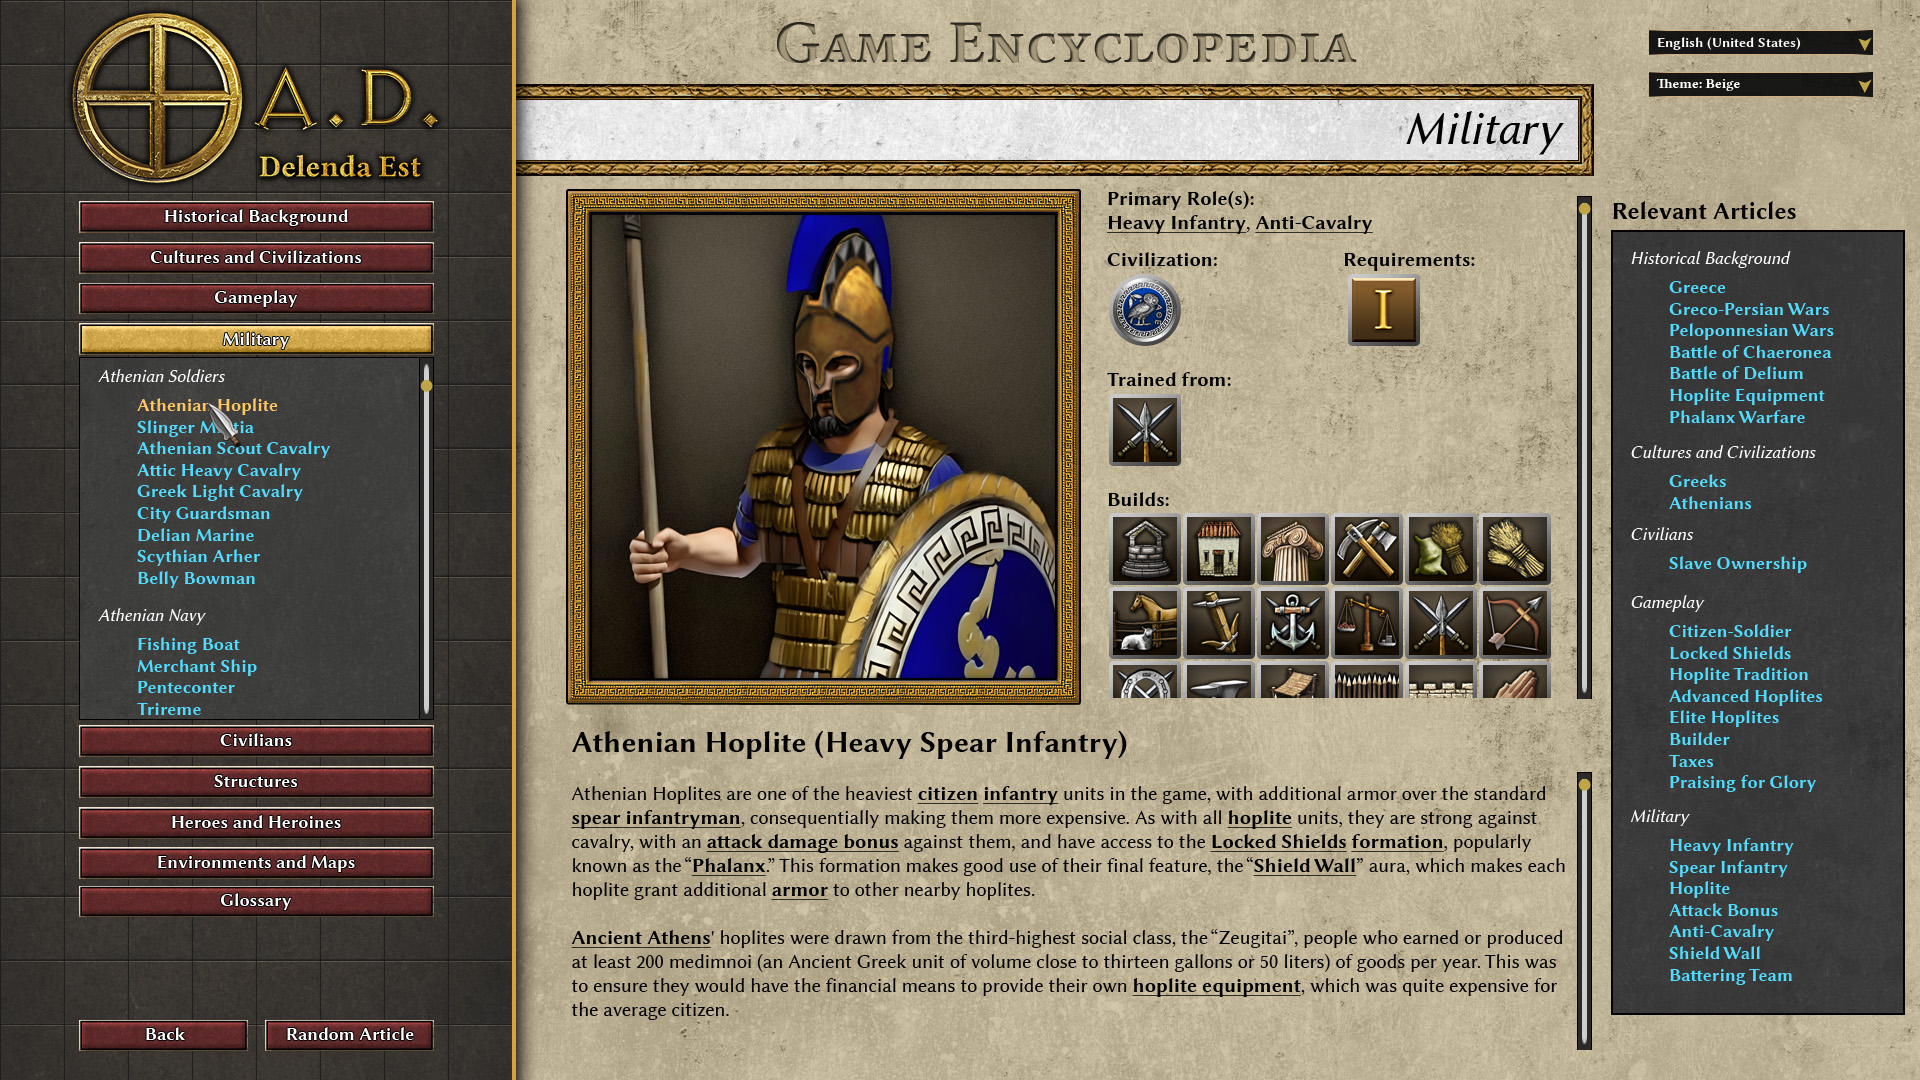 A.D.
Delenda Est
Historical Background
Cultures and Civilizations
Gameplay
Military
Athenian Soldiers
Athenian Hoplite
Slinger M tia
Athenian Scout Cavalry
Attic Heavy Cavalry
Greek Light Cavalry
City Guardsman
Delian Marine
Scythian Arher
Belly Bowman
Athenian Navy
Fishing Boat
Merchant Ship
Penteconter
Trireme
Civilians
Structures
Heroes and Heroines
Environments and Maps
Glossary
Back
Random Article
Game Encyclopedia
Military
Primary Role(s):
Heavy Infantry, Anti-Cavalry
Civilization:
Requirements:
I
Trained from:
Builds:
Athenian Hoplite (Heavy Spear Infantry)
Athenian Hoplites are one of the heaviest citizen infantry units in the game, with additional armor over the standard
spear infantryman, consequentially making them more expensive. As with all hoplite units, they are strong against
cavalry, with an attack damage bonus against them, and have access to the Locked Shields formation, popularly
known as the “Phalanx.” This formation makes good use of their final feature, the “Shield Wall” aura, which makes each
hoplite grant additional armor to other nearby hoplites.
Ancient Athens' hoplites were drawn from the third-highest social class, the “Zeugitai”, people who earned or produced
at least 200 medimnoi (an Ancient Greek unit of volume close to thirteen gallons or 50 liters) of goods per year. This was
to ensure they would have the financial means to provide their own hoplite equipment, which was quite expensive for
the average citizen.
English (United States)
Theme: Beige
Relevant Articles
Historical Background
Greece
Greco-Persian Wars
Peloponnesian Wars
Battle of Chaeronea
Battle of Delium
Hoplite Equipment
Phalanx Warfare
Cultures and Civilizations
Greeks
Athenians
Civilians
Slave Ownership
Gameplay
Citizen-Soldier
Locked Shields
Hoplite Tradition
Advanced Hoplites
Elite Hoplites
Builder
Taxes
Praising for Glory
Military
Heavy Infantry
Spear Infantry
Hoplite
Attack Bonus
Anti-Cavalry
Shield Wall
Battering Team